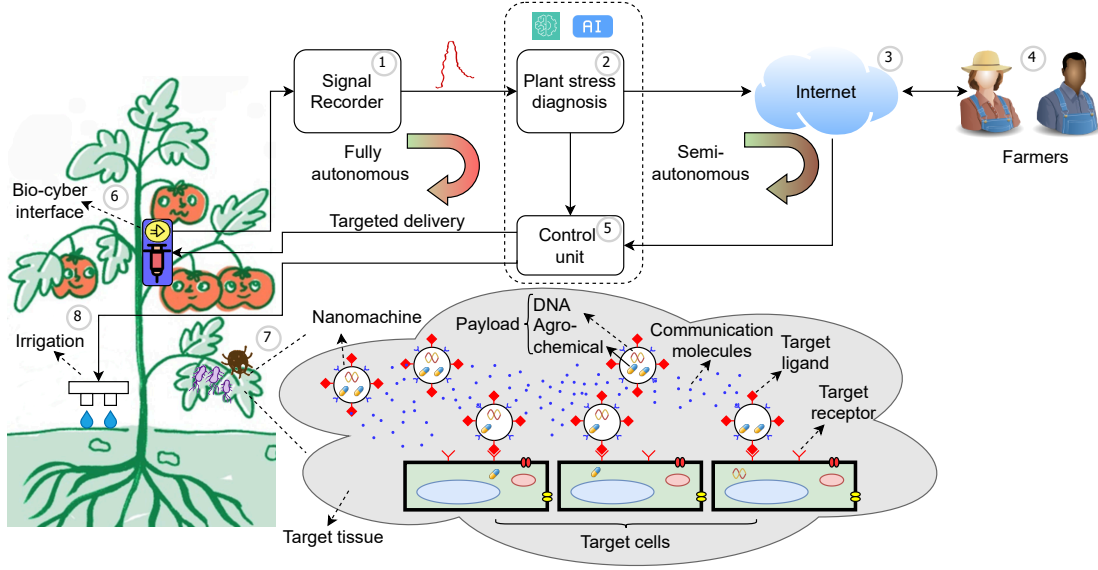 AI
1
Signal
Recorder
2
Plant stress
diagnosis
3
Internet
4
Farmers
Fully
autonomous
Semi-
autonomous
Bio-cyber
interface
6
Targeted delivery
5
Control
unit
8
Irrigation
7
Nanomachine
Payload
DNA
Agro-
chemical
Communication
molecules
Target
ligand
Target
receptor
Target tissue
Target cells